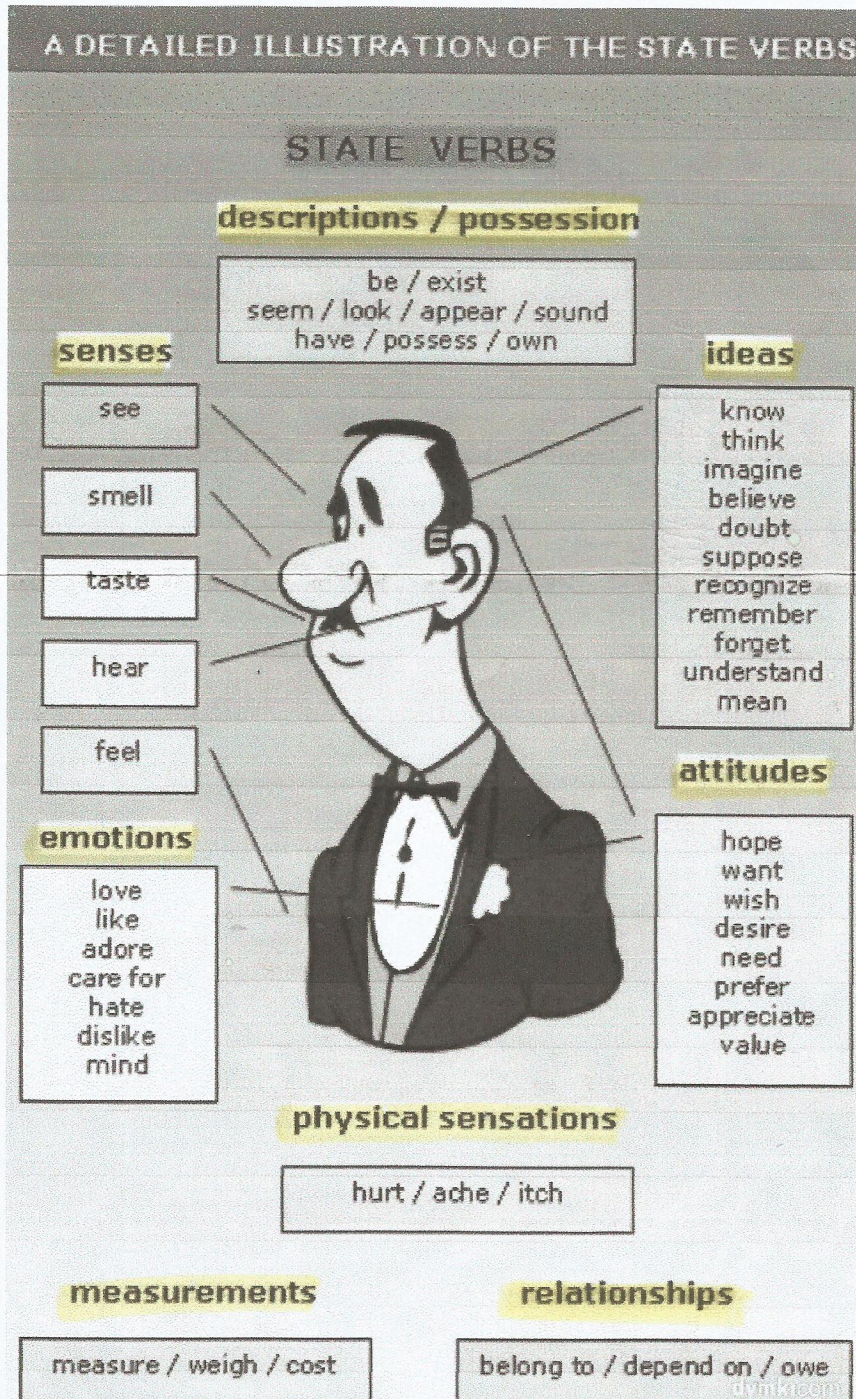 A DETAILED ILLUSTRATION OF THE STATE VERBS
STATE VERBS
descriptions / possession
be / exist
seem / look / appear / sound
have / possess / own
senses
see
smell
taste
hear
feel
emotions
love
like
adore
care for
hate
dislike
mind
ideas
know
think
imagine
believe
doubt
suppose
recognize
remember
forget
understand
mean
attitudes
hope
want
wish
desire
need
prefer
appreciate
value
physical sensations
hurt / ache / itch
measurements
measure / weigh / cost
relationships
belong to / depend on / owe